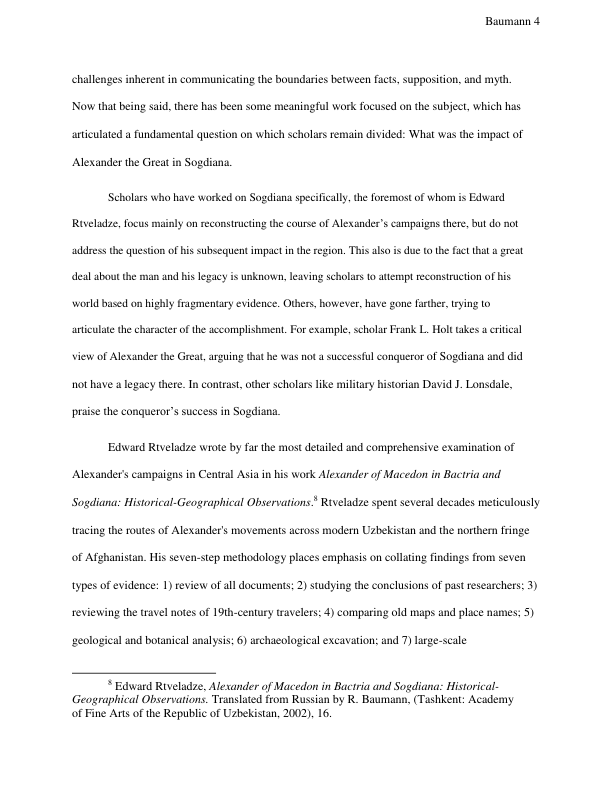 Baumann 4
challenges inherent in communicating the boundaries between facts, supposition, and myth.
Now that being said, there has been some meaningful work focused on the subject, which has
articulated a fundamental question on which scholars remain divided: What was the impact of
Alexander the Great in Sogdiana.
Scholars who have worked on Sogdiana specifically, the foremost of whom is Edward
Rtveladze, focus mainly on reconstructing the course of Alexander’s campaigns there, but do not
address the question of his subsequent impact in the region. This also is due to the fact that a great
deal about the man and his legacy is unknown, leaving scholars to attempt reconstruction of his
world based on highly fragmentary evidence. Others, however, have gone farther, trying to
articulate the character of the accomplishment. For example, scholar Frank L. Holt takes a critical
view of Alexander the Great, arguing that he was not a successful conqueror of Sogdiana and did
not have a legacy there. In contrast, other scholars like military historian David J. Lonsdale,
praise the conqueror’s success in Sogdiana.
Edward Rtveladze wrote by far the most detailed and comprehensive examination of
Alexander's campaigns in Central Asia in his work Alexander of Macedon in Bactria and
Sogdiana: Historical-Geographical Observations.8 Rtveladze spent several decades meticulously
tracing the routes of Alexander's movements across modern Uzbekistan and the northern fringe
of Afghanistan. His seven-step methodology places emphasis on collating findings from seven
types of evidence: 1) review of all documents; 2) studying the conclusions of past researchers; 3)
reviewing the travel notes of 19th-century travelers; 4) comparing old maps and place names; 5)
geological and botanical analysis; 6) archaeological excavation; and 7) large-scale
8 Edward Rtveladze, Alexander of Macedon in Bactria and Sogdiana: Historical-
Geographical Observations. Translated from Russian by R. Baumann, (Tashkent: Academy
of Fine Arts of the Republic of Uzbekistan, 2002), 16.